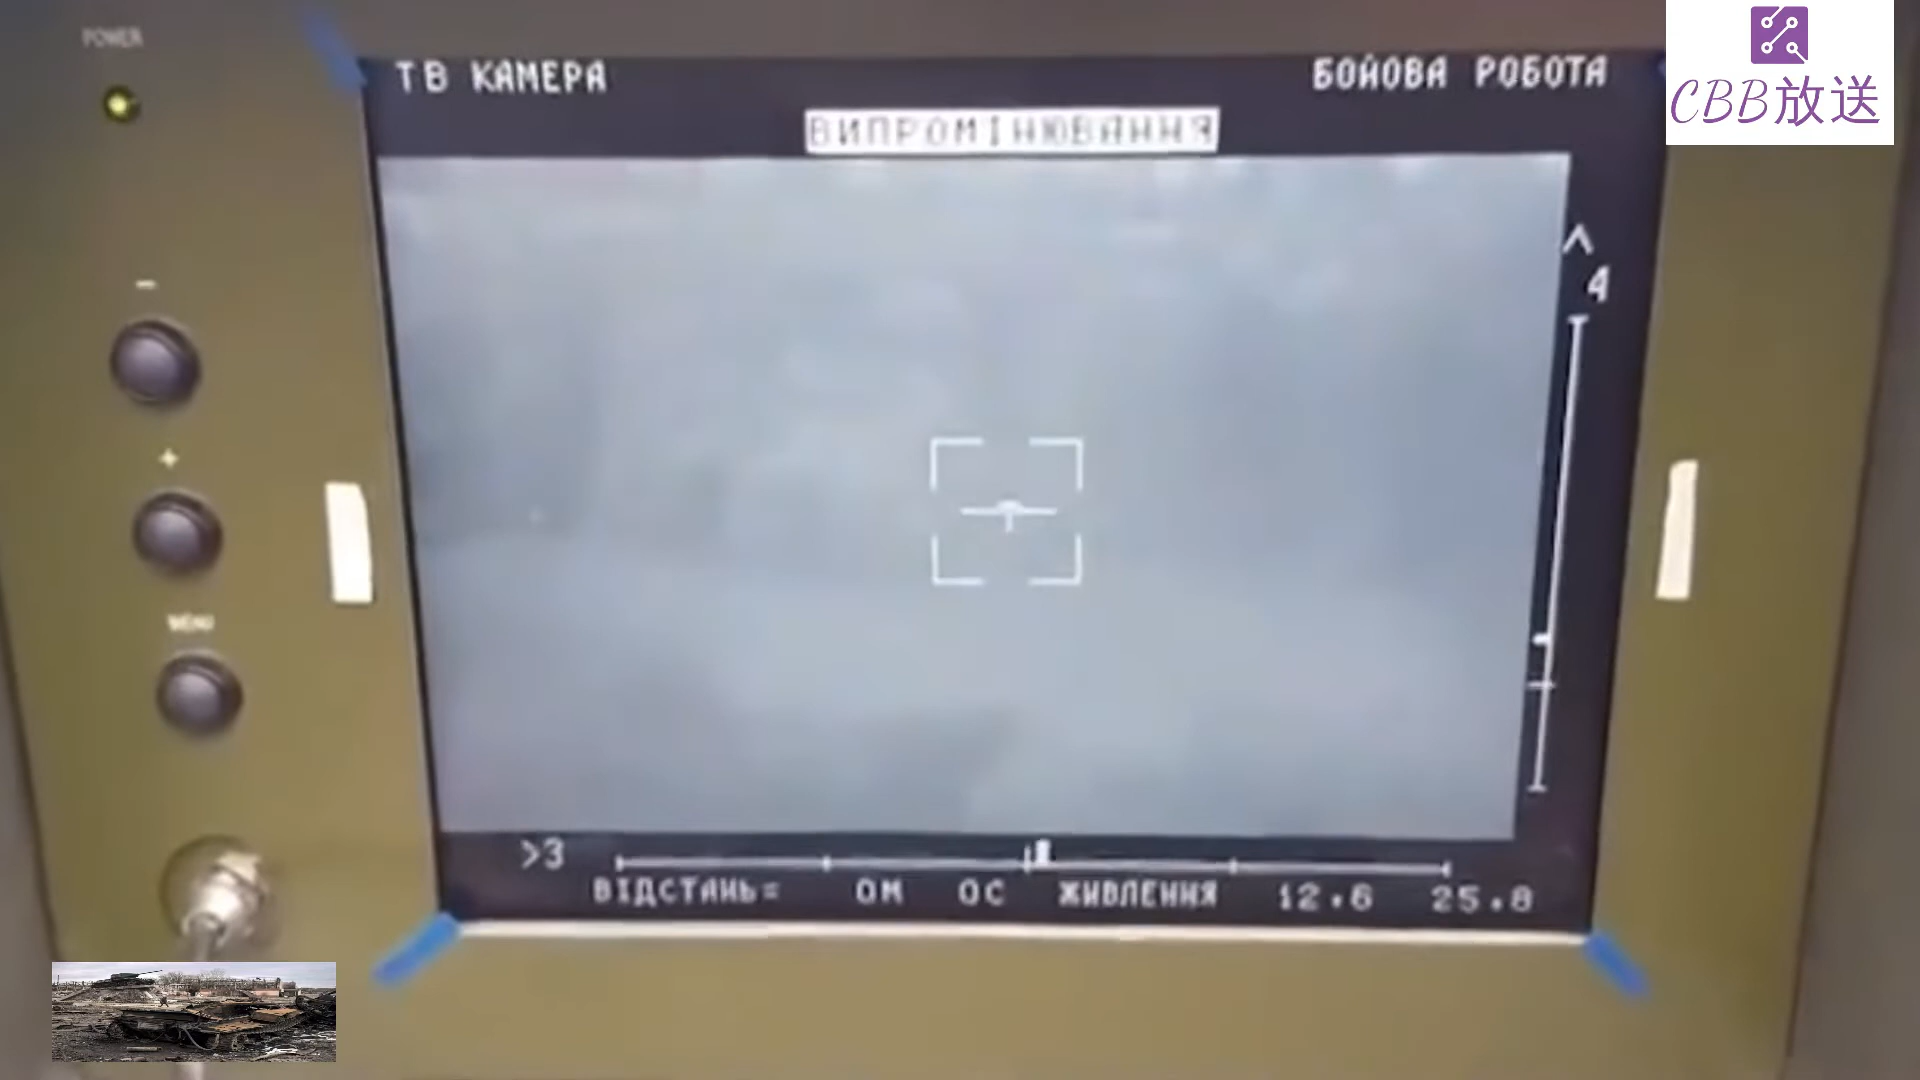 POWER
ТВ КАМЕРА
БОЙОВА РОБОТА
CBB放送
ВИПРОМІНЮВАННЯ
4
MENU
>3
ВІДСТАНЬ= 0М 0С ЖИВЛЕННЯ 12.6 25.8